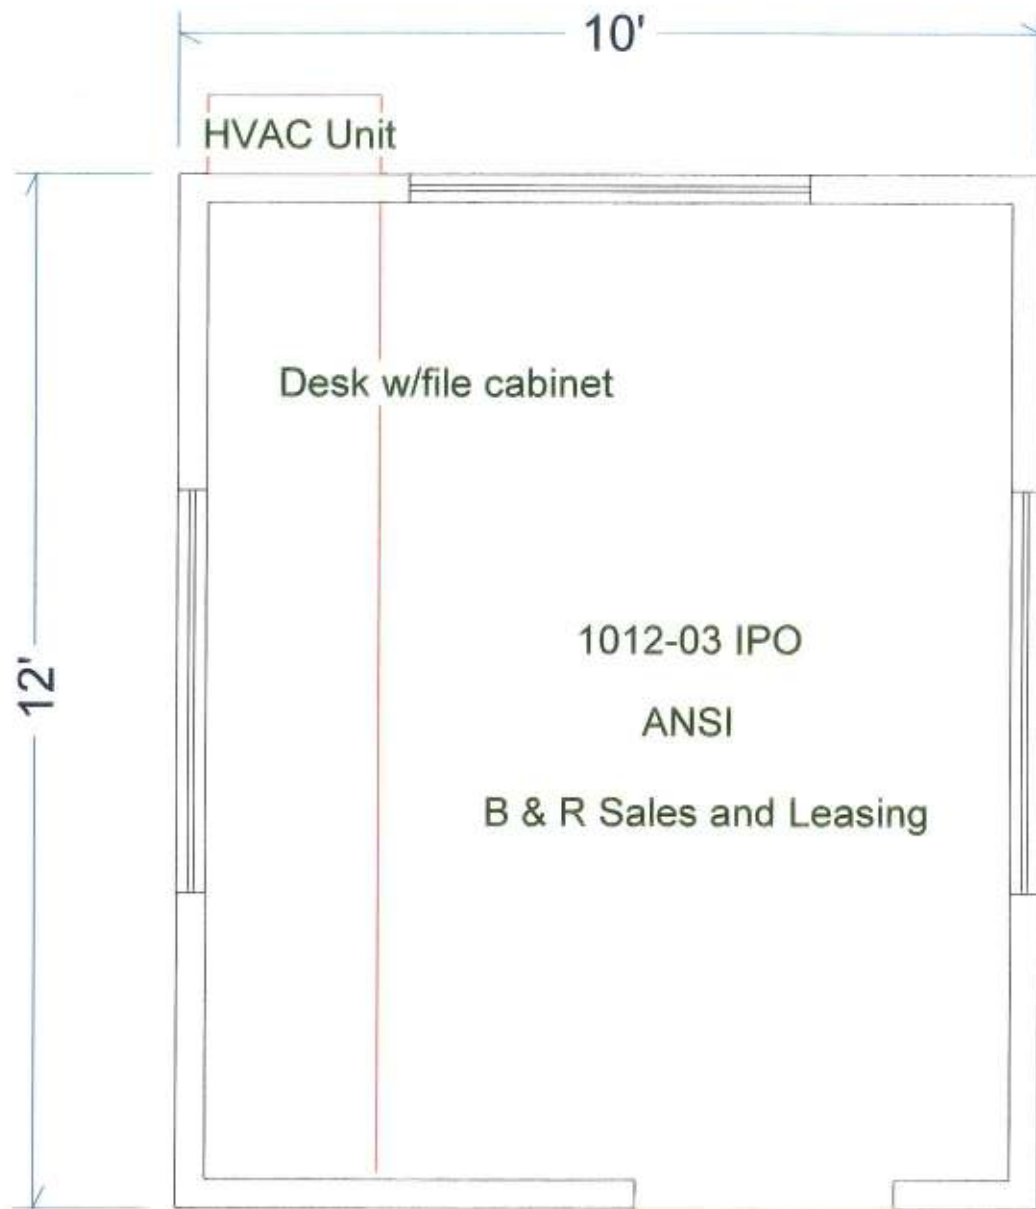 10'
HVAC Unit
Desk w/file cabinet
12'
1012-03 IPO
ANSI
B & R Sales and Leasing